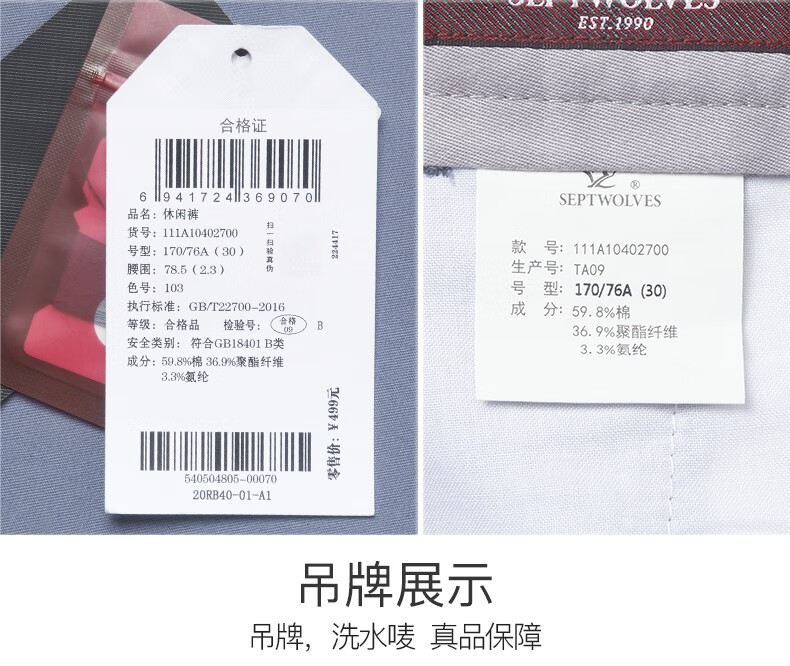 合格证
6 941724 369070
品名：休闲裤
货号：111A10402700
号型：170/76A（30）
腰围：78.5（2.3）
色号：103
执行标准：GB/T22700-2016
等级：合格品 检验号：合格 09 B
安全类别：符合GB18401 B类
成分：59.8%棉 36.9%聚酯纤维
3.3%氨纶
扫一扫验真伪
224417
零售价：￥499元
540504805-00070
20RB40-01-A1
SEPTWOLVES
EST.1990
®
SEPTWOLVES
款 号：111A10402700
生产号：TA09
号 型：170/76A (30)
成 分：59.8%棉
36.9%聚酯纤维
3.3%氨纶
吊牌展示
吊牌，洗水唛 真品保障